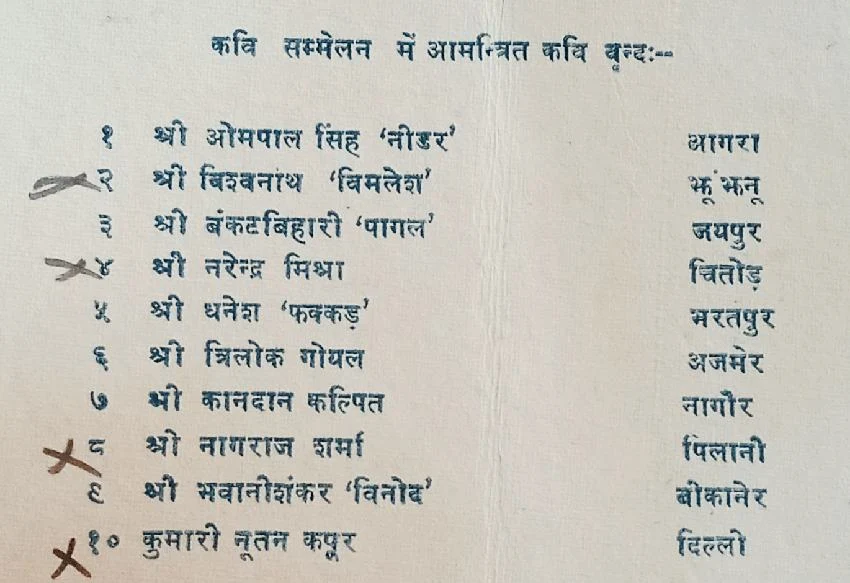 कवि सम्मेलन में आमन्त्रित कवि वृन्दः--
१ श्री ओमपाल सिंह ‘नीडर’ आगरा
२ श्री बिश्वनाथ ‘विमलेश’ झूंझनू
३ श्री बंकटबिहारी ‘पागल’ जयपुर
४ श्री नरेन्द्र मिश्रा चितोड़
५ श्री धनेश ‘फक्कड़’ भरतपुर
६ श्री त्रिलोक गोयल अजमेर
७ श्री कानदान कल्पित नागौर
८ श्री नागराज शर्मा पिलानी
९ श्री भवानीशंकर ‘विनोद’ बीकानेर
१० कुमारी नूतन कपूर दिल्ली